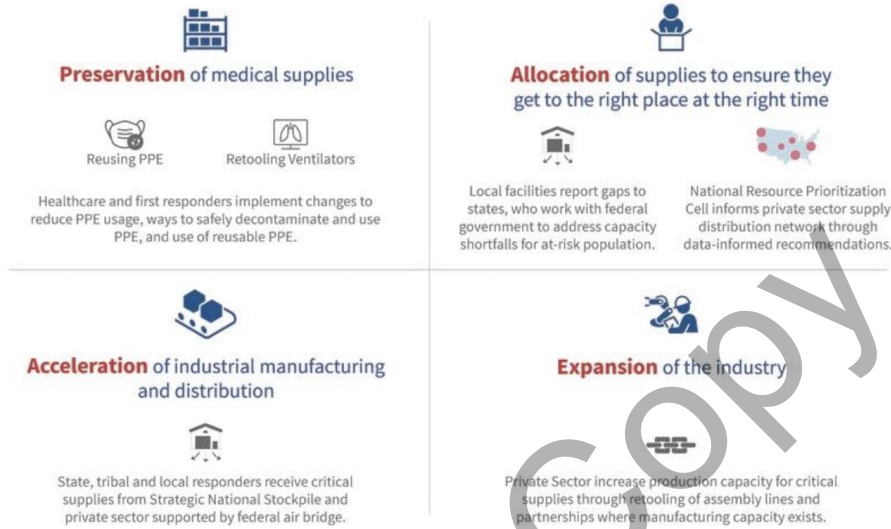 Preservation of medical supplies
Reusing PPE
Retooling Ventilators
Healthcare and first responders implement changes to
reduce PPE usage, ways to safely decontaminate and use
PPE, and use of reusable PPE.
Allocation of supplies to ensure they
get to the right place at the right time
Local facilities report gaps to
states, who work with federal
government to address capacity
shortfalls for at-risk population.
National Resource Prioritization
Cell informs private sector supply
distribution network through
data-informed recommendations.
Acceleration of industrial manufacturing
and distribution
State, tribal and local responders receive critical
supplies from Strategic National Stockpile and
private sector supported by federal air bridge.
Expansion of the industry
Private Sector increase production capacity for critical
supplies through retooling of assembly lines and
partnerships where manufacturing capacity exists.
Copy